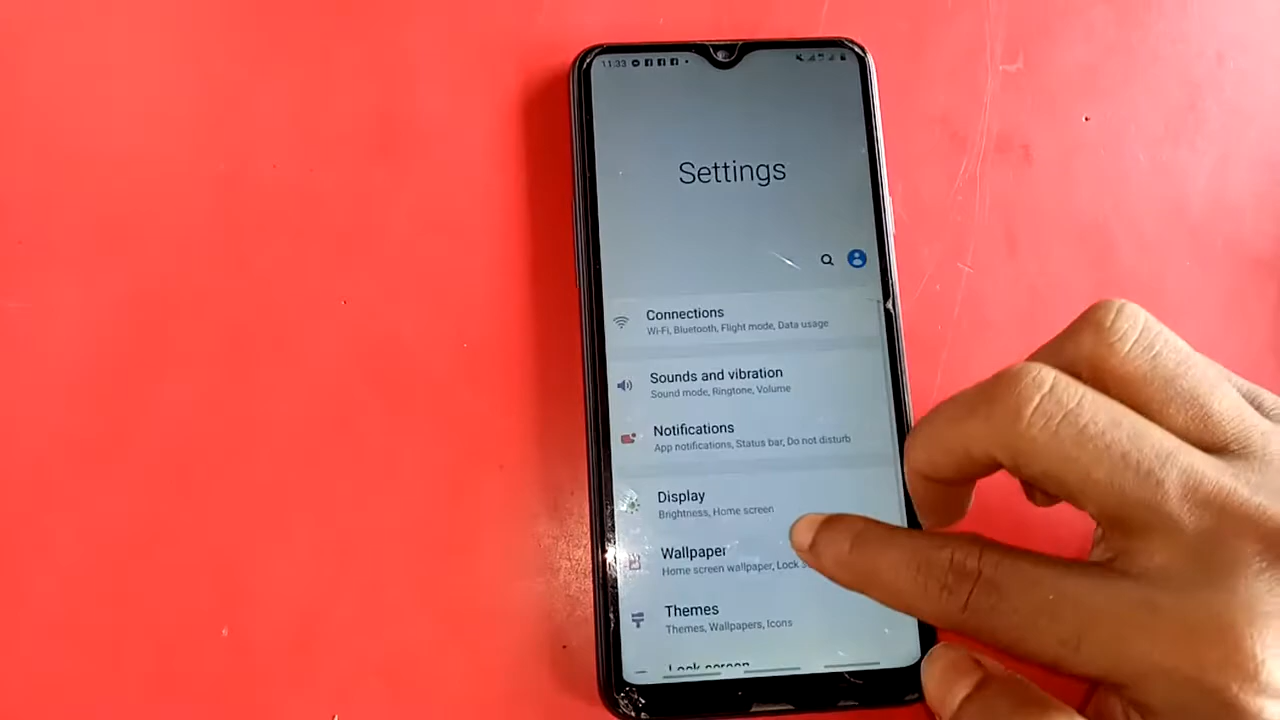 11:33
Settings
Connections
Wi-Fi, Bluetooth, Flight mode, Data usage
Sounds and vibration
Sound mode, Ringtone, Volume
Notifications
App notifications, Status bar, Do not disturb
Display
Brightness, Home screen
Wallpaper
Home screen wallpaper, Lock
Themes
Themes, Wallpapers, Icons
Lock screen